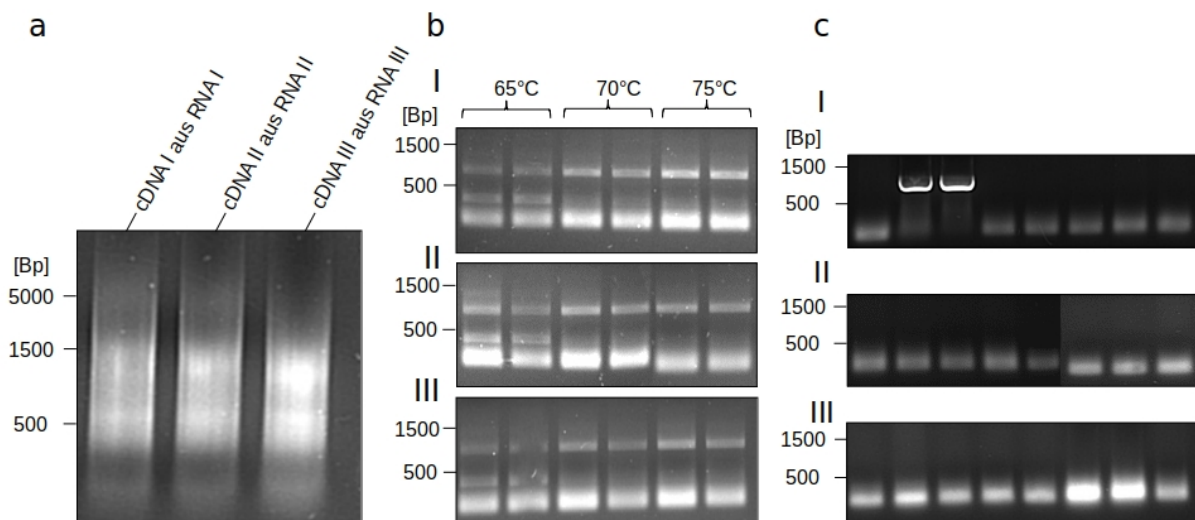 a
cDNA I aus RNA I
cDNA II aus RNA II
cDNA III aus RNA III
[Bp]
5000
1500
500
b
I
65°C
70°C
75°C
[Bp]
1500
500
II
1500
500
III
1500
500
c
I
[Bp]
1500
500
II
1500
500
III
1500
500